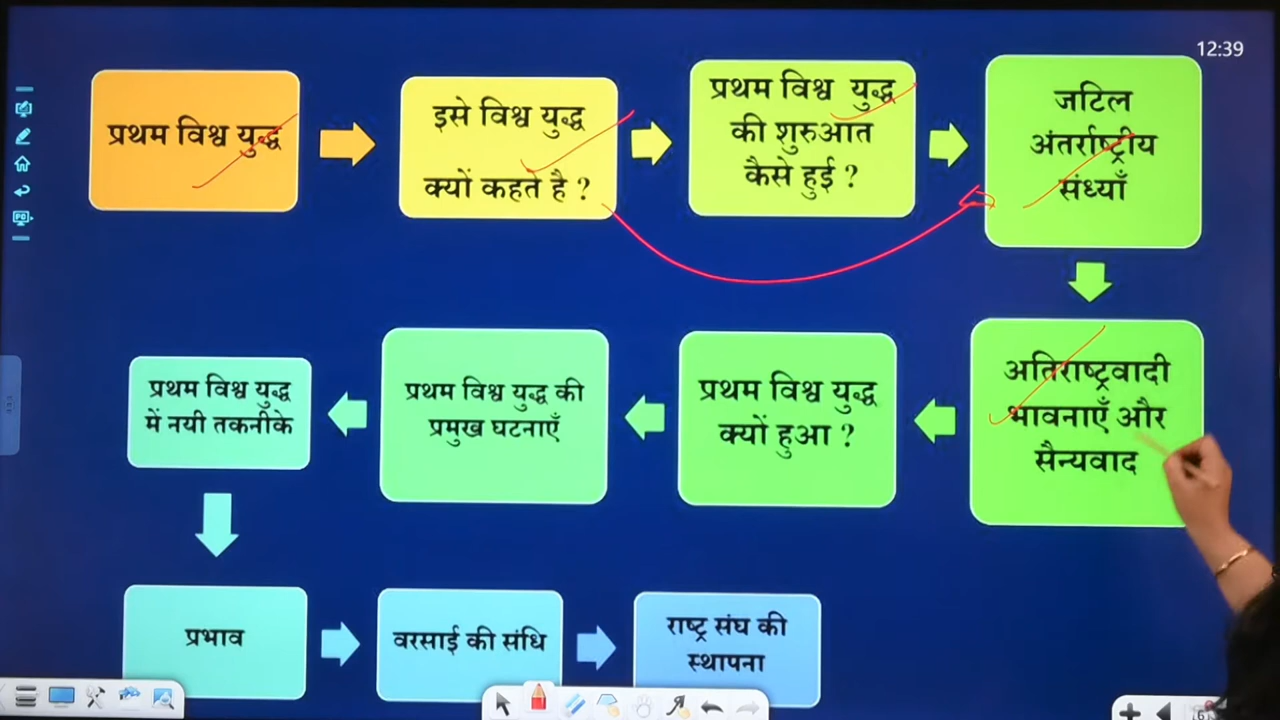 12:39
प्रथम विश्व युद्ध
इसे विश्व युद्ध
क्यों कहते है ?
प्रथम विश्व युद्ध
की शुरुआत
कैसे हुई ?
जटिल
अंतर्राष्ट्रीय
संध्याँ
अतिराष्ट्रवादी
भावनाएँ और
सैन्यवाद
प्रथम विश्व युद्ध
क्यों हुआ ?
प्रथम विश्व युद्ध की
प्रमुख घटनाएँ
प्रथम विश्व युद्ध
में नयी तकनीके
प्रभाव
वरसाई की संधि
राष्ट्र संघ की
स्थापना